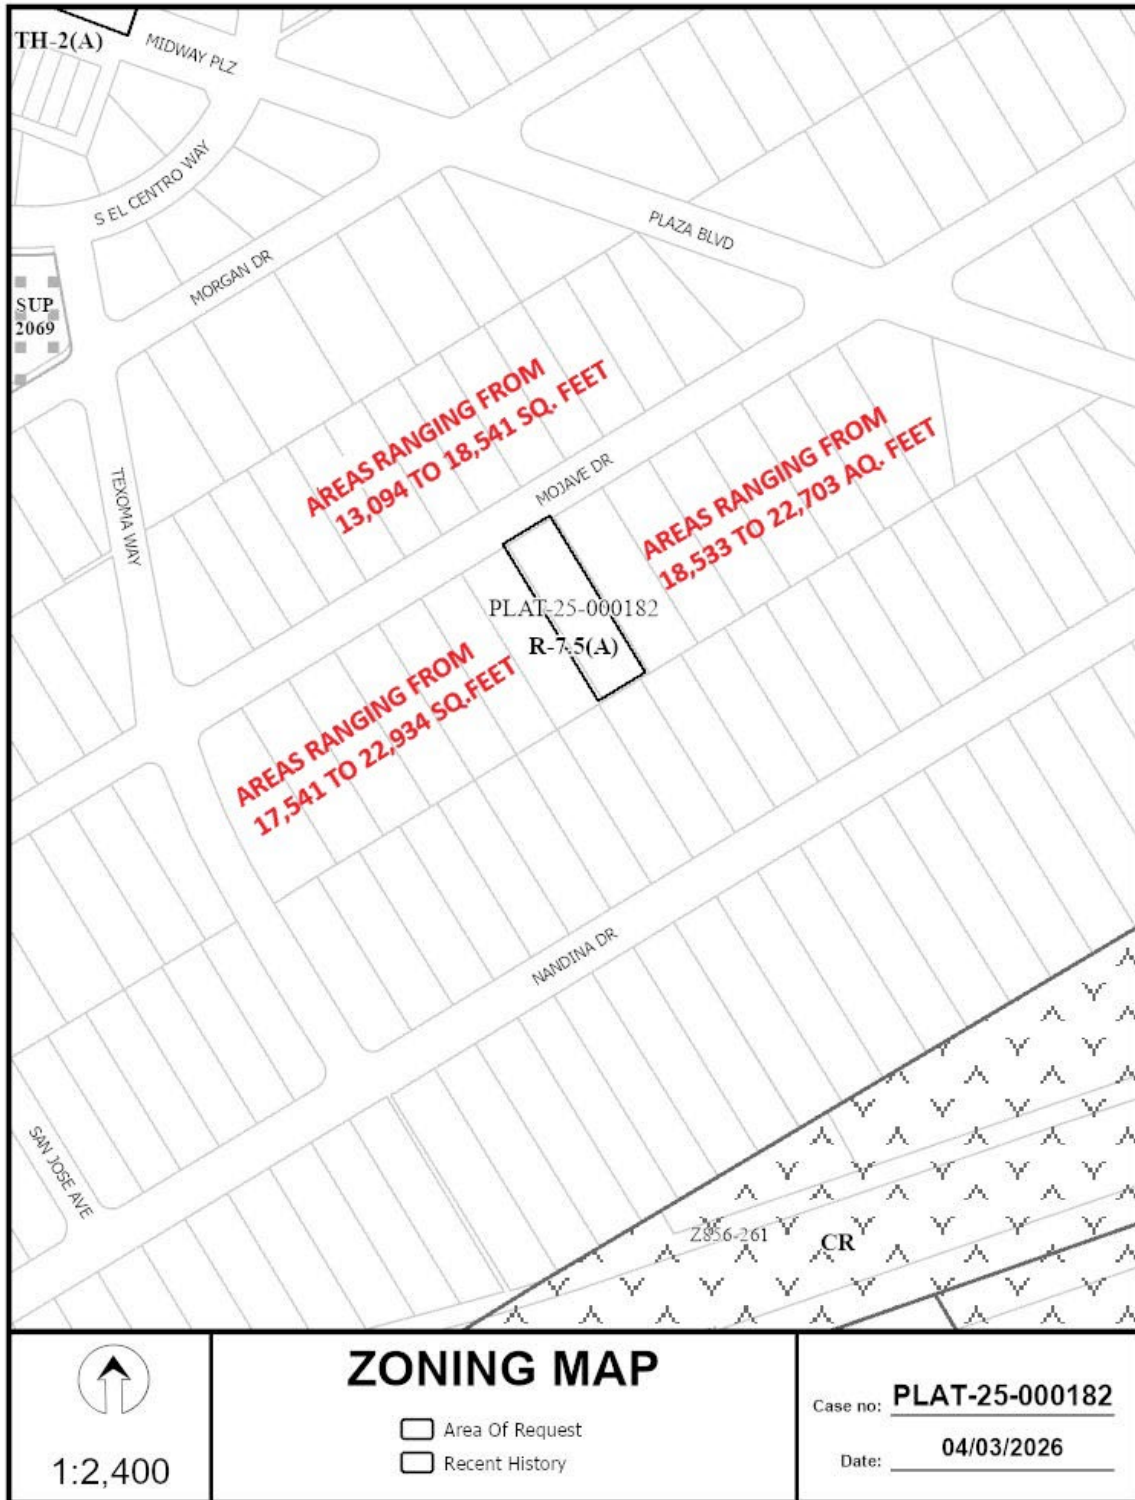 TH-2(A)
MIDWAY PLZ
S EL CENTRO WAY
PLAZA BLVD
MORGAN DR
SUP
2069
AREAS RANGING FROM
13,094 TO 18,541 SQ. FEET
AREAS RANGING FROM
18,533 TO 22,703 AQ. FEET
MOJAVE DR
TEXOMA WAY
PLAT-25-000182
R-7.5(A)
AREAS RANGING FROM
17,541 TO 22,934 SQ.FEET
NANDINA DR
SAN JOSE AVE
Z856-261
CR
1:2,400
ZONING MAP
Area Of Request
Recent History
Case no: PLAT-25-000182
Date: 04/03/2026